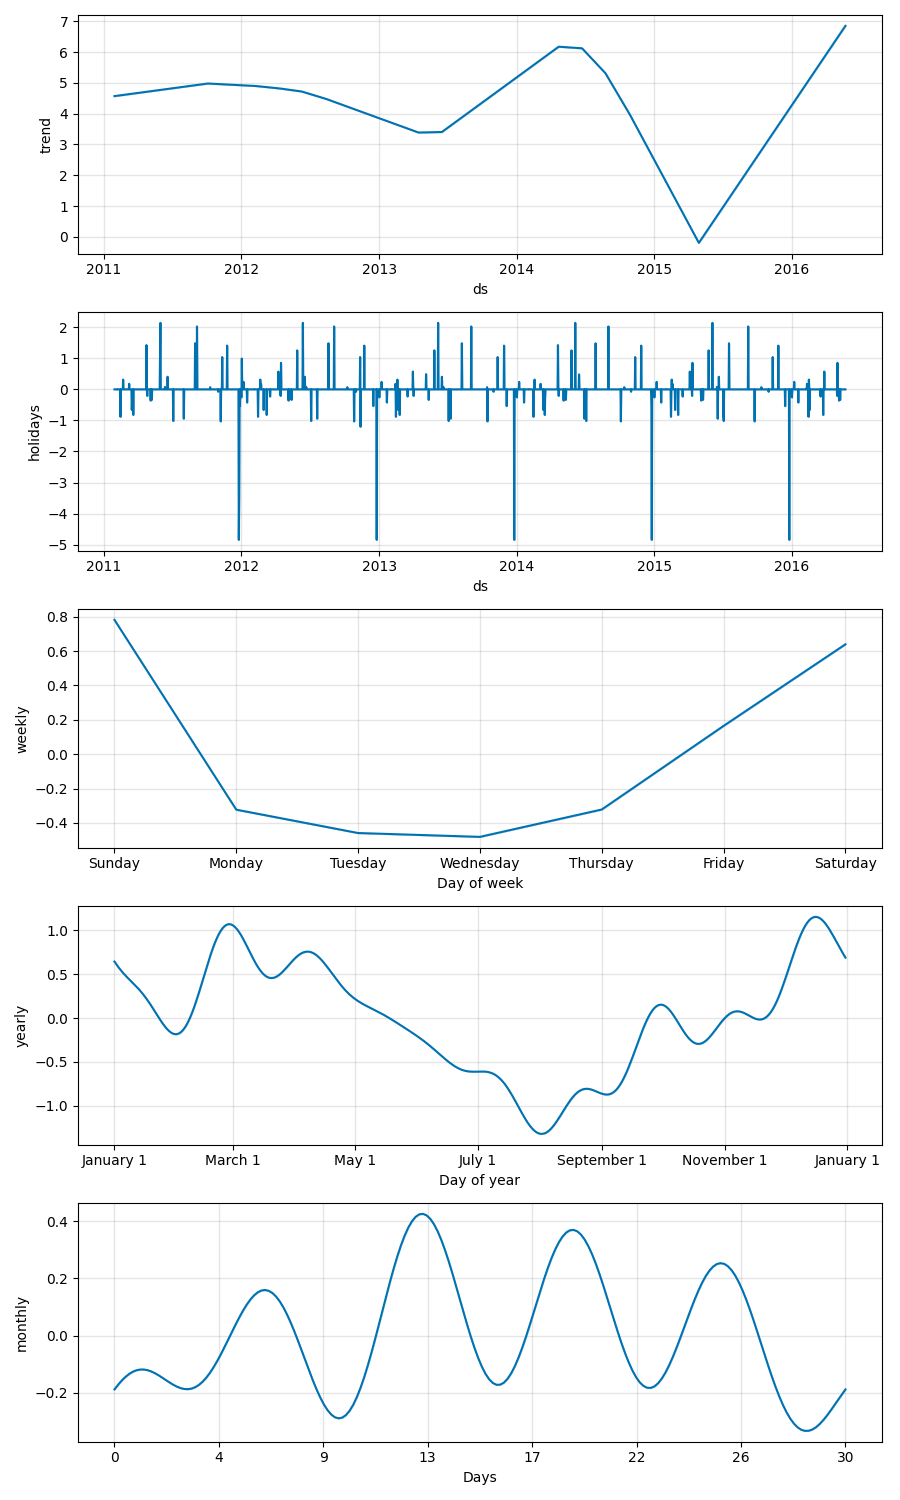 7
6
5
4
3
2
1
0
trend
2011 2012 2013 2014 2015 2016
ds
2
1
0
−1
−2
−3
−4
−5
holidays
2011 2012 2013 2014 2015 2016
ds
0.8
0.6
0.4
0.2
0.0
−0.2
−0.4
weekly
Sunday Monday Tuesday Wednesday Thursday Friday Saturday
Day of week
1.0
0.5
0.0
−0.5
−1.0
yearly
January 1 March 1 May 1 July 1 September 1 November 1 January 1
Day of year
0.4
0.2
0.0
−0.2
monthly
0 4 9 13 17 22 26 30
Days